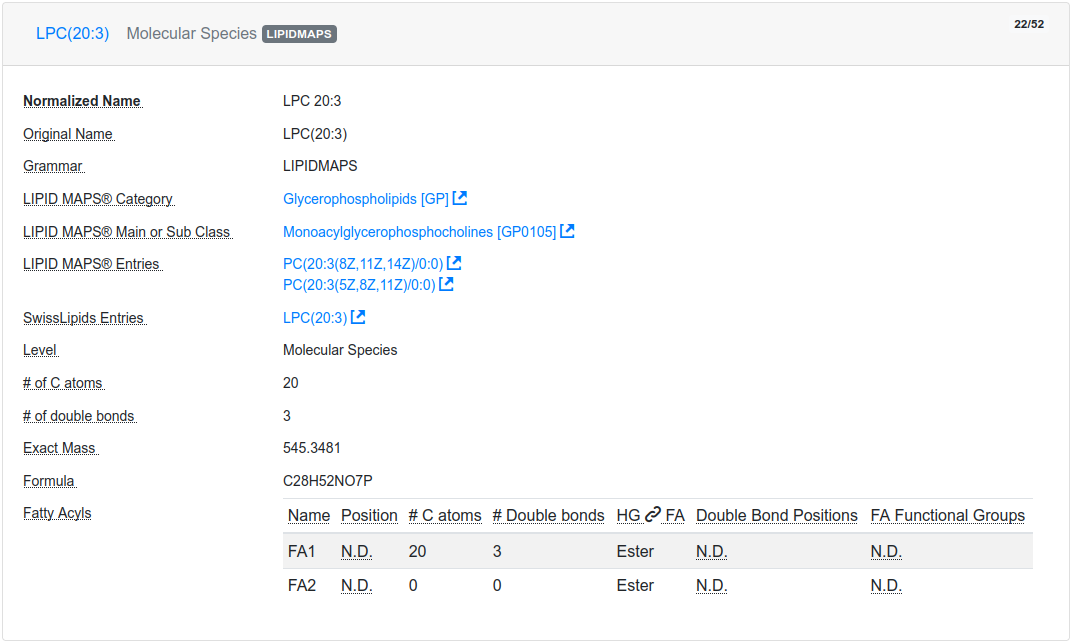 LPC(20:3) Molecular Species LIPIDMAPS 22/52
Normalized Name LPC 20:3
Original Name LPC(20:3)
Grammar LIPIDMAPS
LIPID MAPS® Category Glycerophospholipids [GP]
LIPID MAPS® Main or Sub Class Monoacylglycerophosphocholines [GP0105]
LIPID MAPS® Entries PC(20:3(8Z,11Z,14Z)/0:0)
PC(20:3(5Z,8Z,11Z)/0:0)
SwissLipids Entries LPC(20:3)
Level Molecular Species
# of C atoms 20
# of double bonds 3
Exact Mass 545.3481
Formula C28H52NO7P
Fatty Acyls Name Position # C atoms # Double bonds HG FA Double Bond Positions FA Functional Groups
FA1 N.D. 20 3 Ester N.D. N.D.
FA2 N.D. 0 0 Ester N.D. N.D.